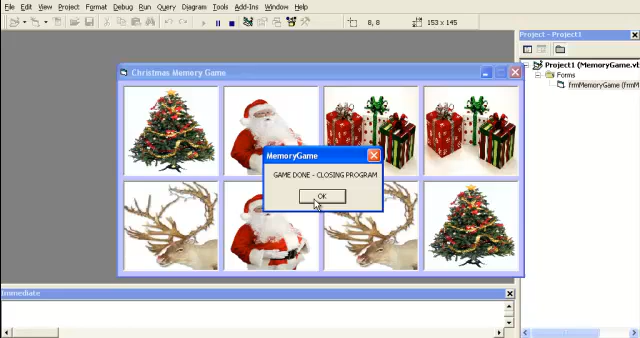 File Edit View Project Format Debug Run Query Diagram Tools Add-Ins Window Help
8, 8
153 x 145
Project - Project1
Project1 (MemoryGame.vb
Forms
frmMemoryGame (frmM
Christmas Memory Game
MemoryGame
GAME DONE - CLOSING PROGRAM
OK
Immediate